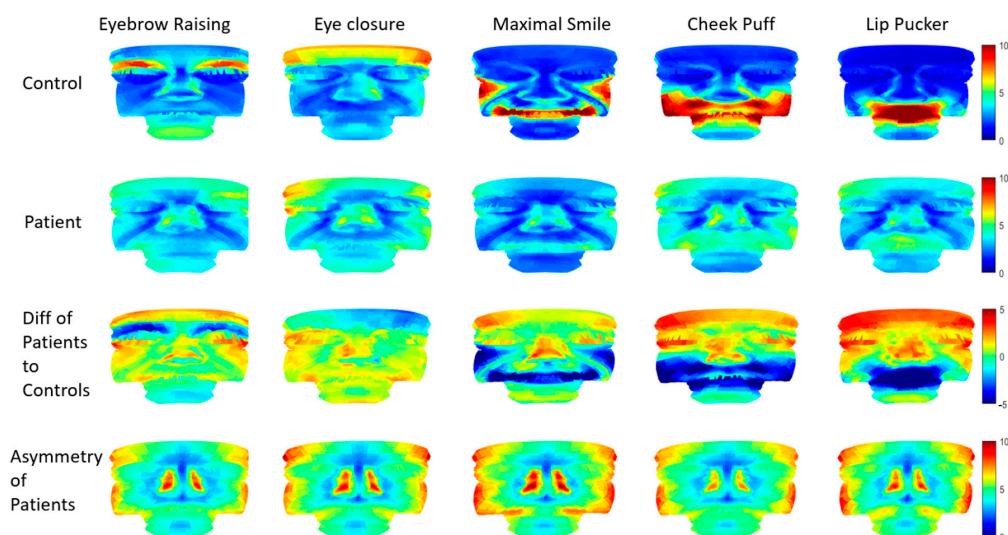 Eyebrow Raising Eye closure Maximal Smile Cheek Puff Lip Pucker
Control
10
5
0
Patient
10
5
0
Diff of
Patients
to
Controls
5
0
-5
Asymmetry
of
Patients
10
5